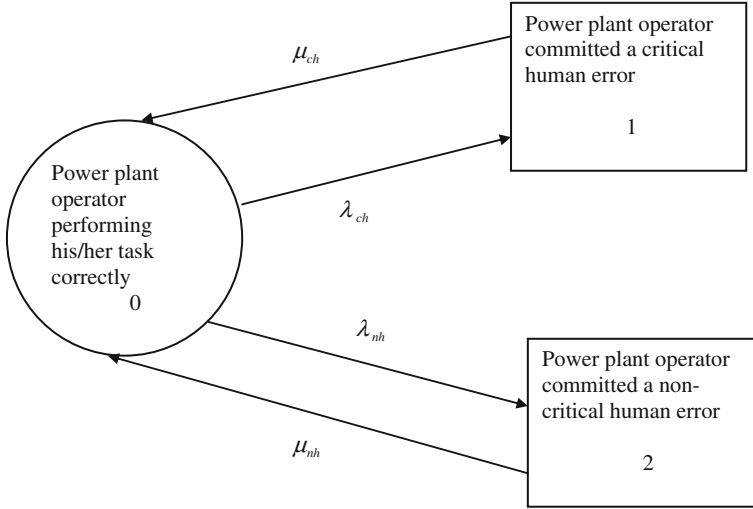 Power plant operator
committed a critical
human error
1
μch
λch
Power plant
operator
performing
his/her task
correctly
0
λnh
μnh
Power plant operator
committed a non-
critical human error
2